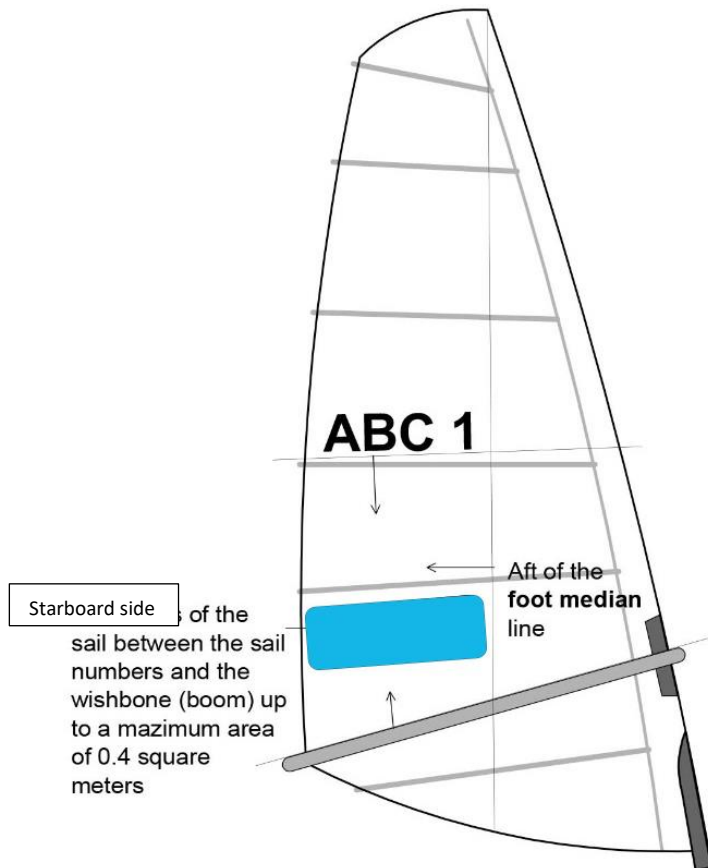 ABC 1
Aft of the
foot median
line
Starboard side
s of the
sail between the sail
numbers and the
wishbone (boom) up
to a mazimum area
of 0.4 square
meters